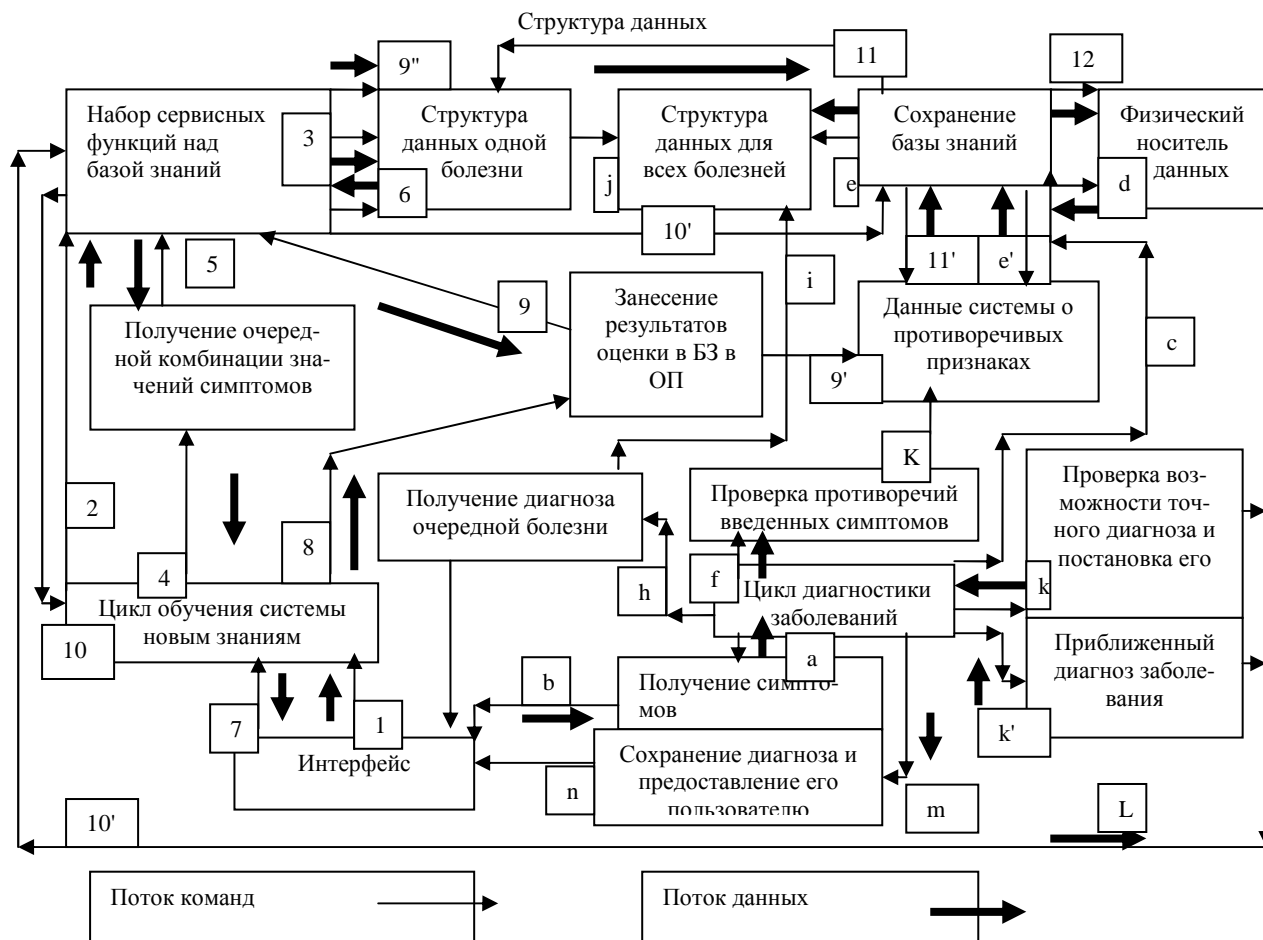 Структура данных
9"
11
12
Набор сервисных
функций над
базой знаний
3
Структура
данных одной
болезни
6
j
Структура
данных для
всех болезней
e
Сохранение
базы знаний
Физический
носитель
данных
d
10'
5
11'
e'
i
9
Занесение
результатов
оценки в БЗ в
ОП
Данные системы о
противоречивых
признаках
c
9'
Получение очеред-
ной комбинации зна-
чений симптомов
K
2
8
4
Получение диагноза
очередной болезни
Проверка противоречий
введенных симптомов
Проверка воз-
можности точ-
ного диагноза и
постановка его
h
f
Цикл диагностики
заболеваний
k
Цикл обучения системы
новым знаниям
10
a
Приближенный
диагноз заболе-
вания
b
Получение симпто-
мов
7
1
k'
Интерфейс
n
Сохранение диагноза и
предоставление его
пользователю
m
10'
L
Поток команд
Поток данных